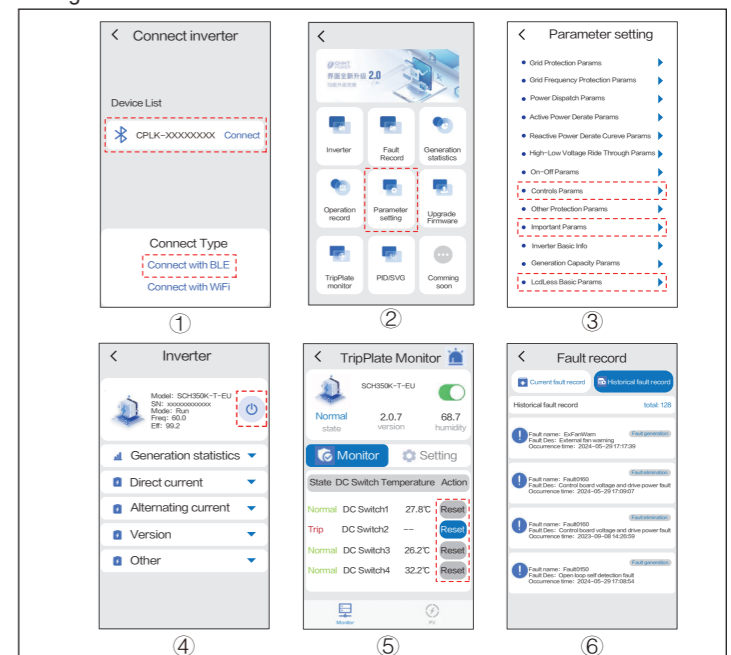 Connect inverter
Device List
CPLK-XXXXXXXX Connect
Connect Type
Connect with BLE
Connect with WiFi
①
CHINT
POWER
界面全新升级 2.0
Inverter
Fault
Record
Generation
statistics
Operation
record
Parameter
setting
Upgrade
Firmware
TripPlate
monitor
PID/SVG
Comming
soon
②
Parameter setting
Grid Protection Params
Grid Frequency Protection Params
Power Dispatch Params
Active Power Derate Params
Reactive Power Derate Cureve Params
High-Low Voltage Ride Through Params
On-Off Params
Controls Params
Other Protection Params
Important Params
Inverter Basic Info
Generation Capacity Params
LcdLess Basic Params
③
Inverter
Model: SCH350K-T-EU
SN: xxxxxxxxxxxx
Mode: Run
Freq: 60.0
Eff: 99.2
Generation statistics
Direct current
Alternating current
Version
Other
④
TripPlate Monitor
SCH350K-T-EU
Normal 2.0.7 68.7
state version humidity
Monitor Setting
State DC Switch Temperature Action
Normal DC Switch1 27.8℃ Reset
Trip DC Switch2 -- Reset
Normal DC Switch3 26.2℃ Reset
Normal DC Switch4 32.2℃ Reset
Monitor PV
⑤
Fault record
Current fault record Historical fault record
Historical fault record total: 128
Fault generation
Fault name: ExFanWarn
Fault Des: External fan warning
Occurrence time: 2024-05-29 17:17:39
Fault elimination
Fault name: Fault0160
Fault Des: Control board voltage and drive power fault
Occurrence time: 2024-05-29 17:09:07
Fault elimination
Fault name: Fault0160
Fault Des: Control board voltage and drive power fault
Occurrence time: 2023-09-08 14:26:59
Fault generation
Fault name: Fault0150
Fault Des: Open loop self detection fault
Occurrence time: 2024-05-29 17:08:54
⑥